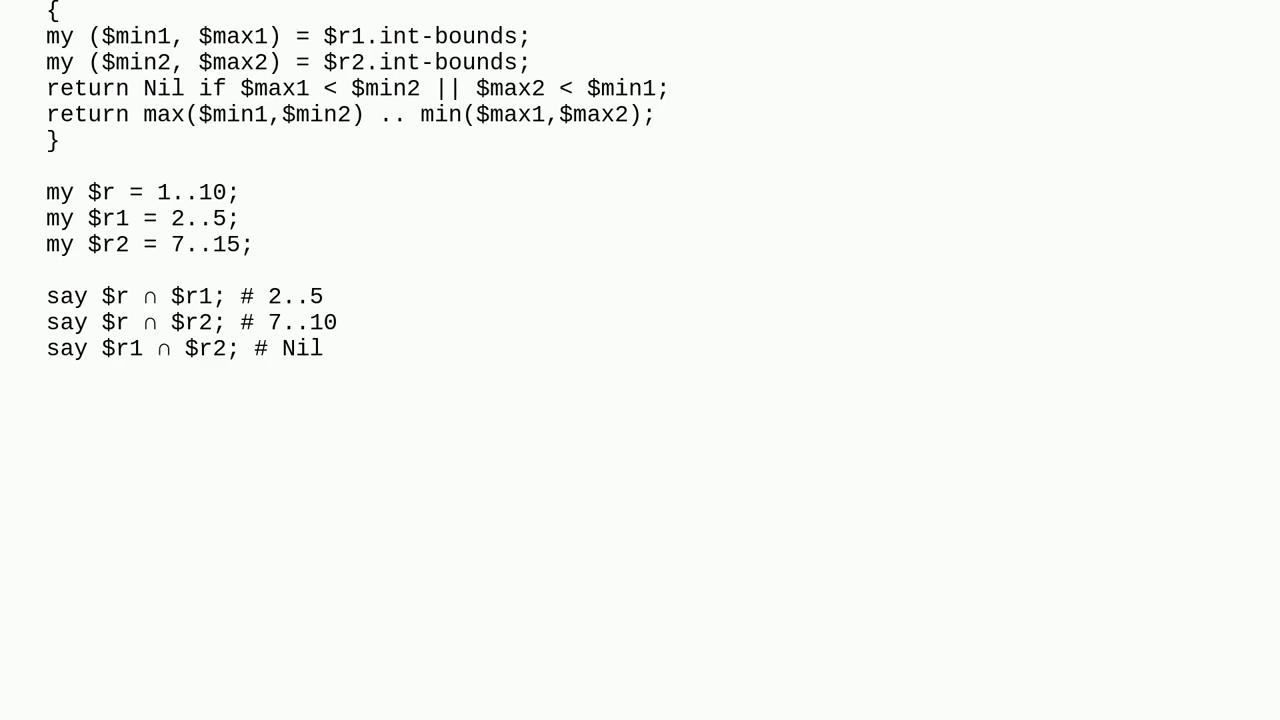 {
my ($min1, $max1) = $r1.int-bounds;
my ($min2, $max2) = $r2.int-bounds;
return Nil if $max1 < $min2 || $max2 < $min1;
return max($min1,$min2) .. min($max1,$max2);
}
my $r = 1..10;
my $r1 = 2..5;
my $r2 = 7..15;
say $r ∩ $r1; # 2..5
say $r ∩ $r2; # 7..10
say $r1 ∩ $r2; # Nil